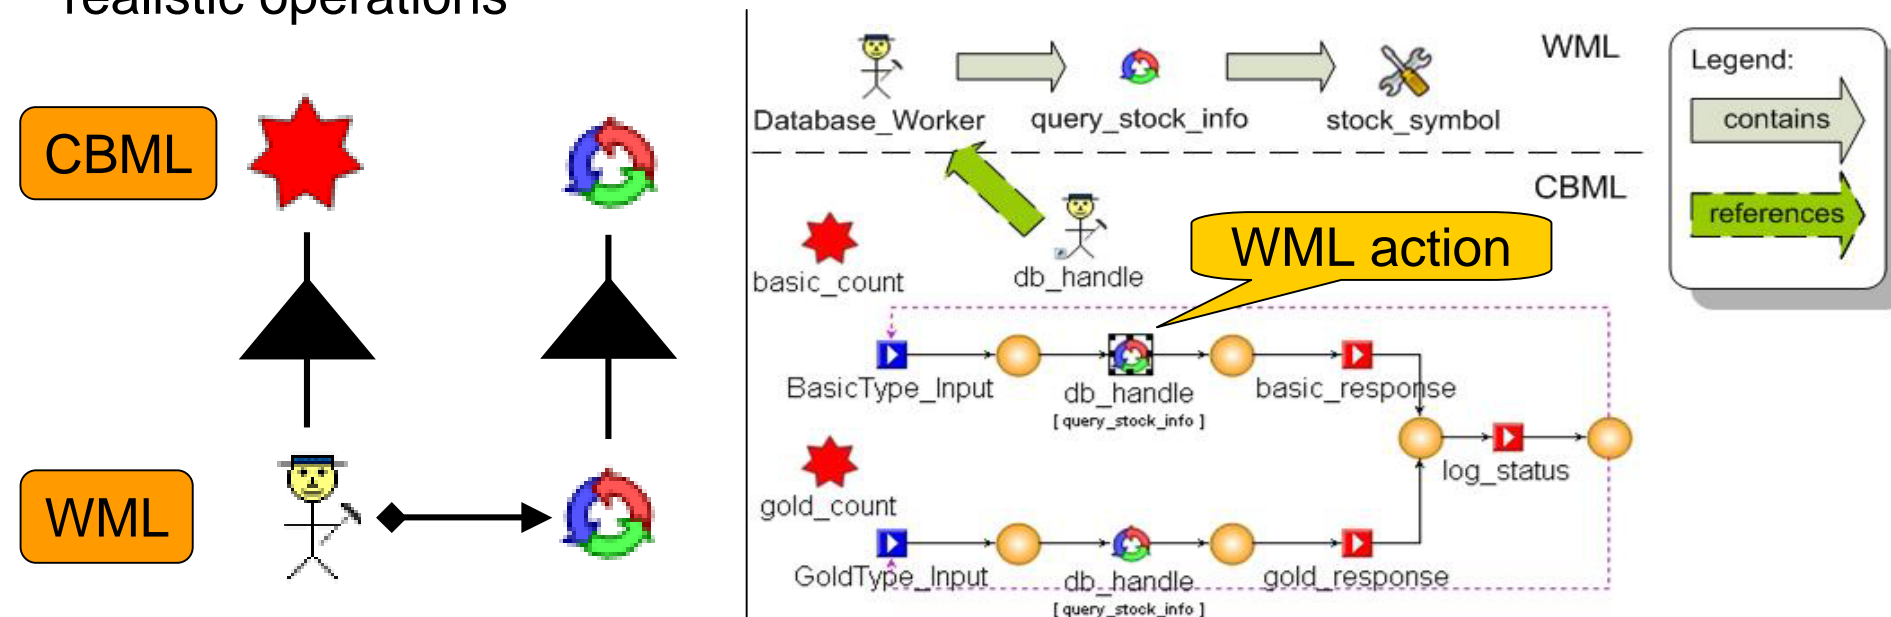 realistic operations
CBML
WML
WML
Database_Worker
query_stock_info
stock_symbol
CBML
db_handle
basic_count
WML action
BasicType_Input
db_handle
[ query_stock_info ]
basic_response
log_status
gold_count
GoldType_Input
db_handle
[ query_stock_info ]
gold_response
Legend:
contains
references